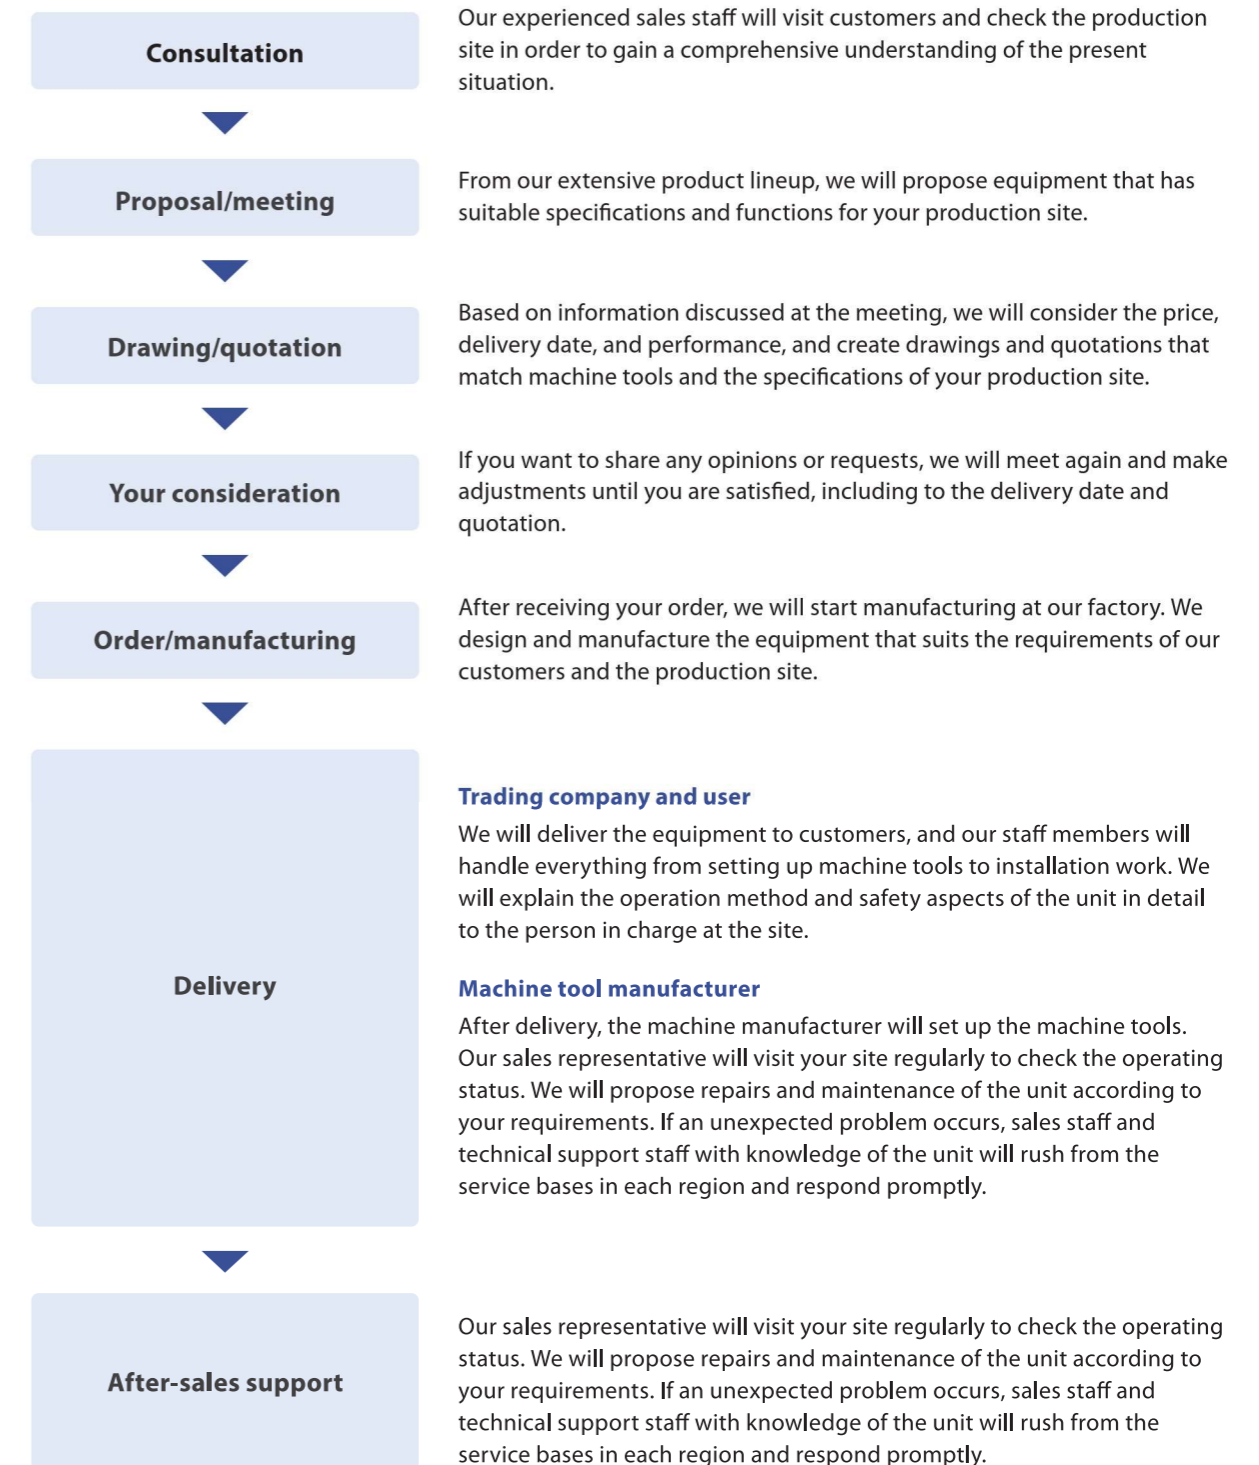 Consultation
Our experienced sales staff will visit customers and check the production
site in order to gain a comprehensive understanding of the present
situation.
Proposal/meeting
From our extensive product lineup, we will propose equipment that has
suitable specifications and functions for your production site.
Drawing/quotation
Based on information discussed at the meeting, we will consider the price,
delivery date, and performance, and create drawings and quotations that
match machine tools and the specifications of your production site.
Your consideration
If you want to share any opinions or requests, we will meet again and make
adjustments until you are satisfied, including to the delivery date and
quotation.
Order/manufacturing
After receiving your order, we will start manufacturing at our factory. We
design and manufacture the equipment that suits the requirements of our
customers and the production site.
Delivery
Trading company and user
We will deliver the equipment to customers, and our staff members will
handle everything from setting up machine tools to installation work. We
will explain the operation method and safety aspects of the unit in detail
to the person in charge at the site.
Machine tool manufacturer
After delivery, the machine manufacturer will set up the machine tools.
Our sales representative will visit your site regularly to check the operating
status. We will propose repairs and maintenance of the unit according to
your requirements. If an unexpected problem occurs, sales staff and
technical support staff with knowledge of the unit will rush from the
service bases in each region and respond promptly.
After-sales support
Our sales representative will visit your site regularly to check the operating
status. We will propose repairs and maintenance of the unit according to
your requirements. If an unexpected problem occurs, sales staff and
technical support staff with knowledge of the unit will rush from the
service bases in each region and respond promptly.